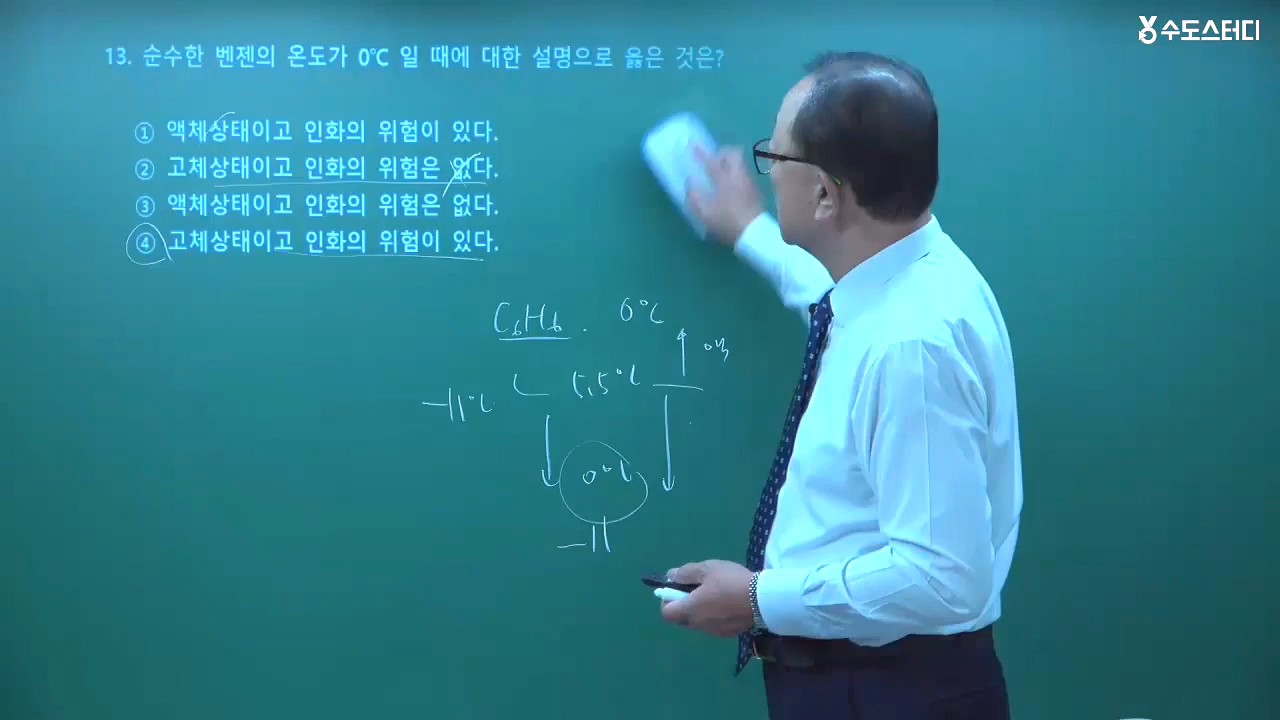 수도스터디
13. 순수한 벤젠의 온도가 0℃ 일 때에 대한 설명으로 옳은 것은?
① 액체상태이고 인화의 위험이 있다.
② 고체상태이고 인화의 위험은 없다.
③ 액체상태이고 인화의 위험은 없다.
④ 고체상태이고 인화의 위험이 있다.
C₆H₆. 0℃
-11℃ 5.5℃
0℃
-11